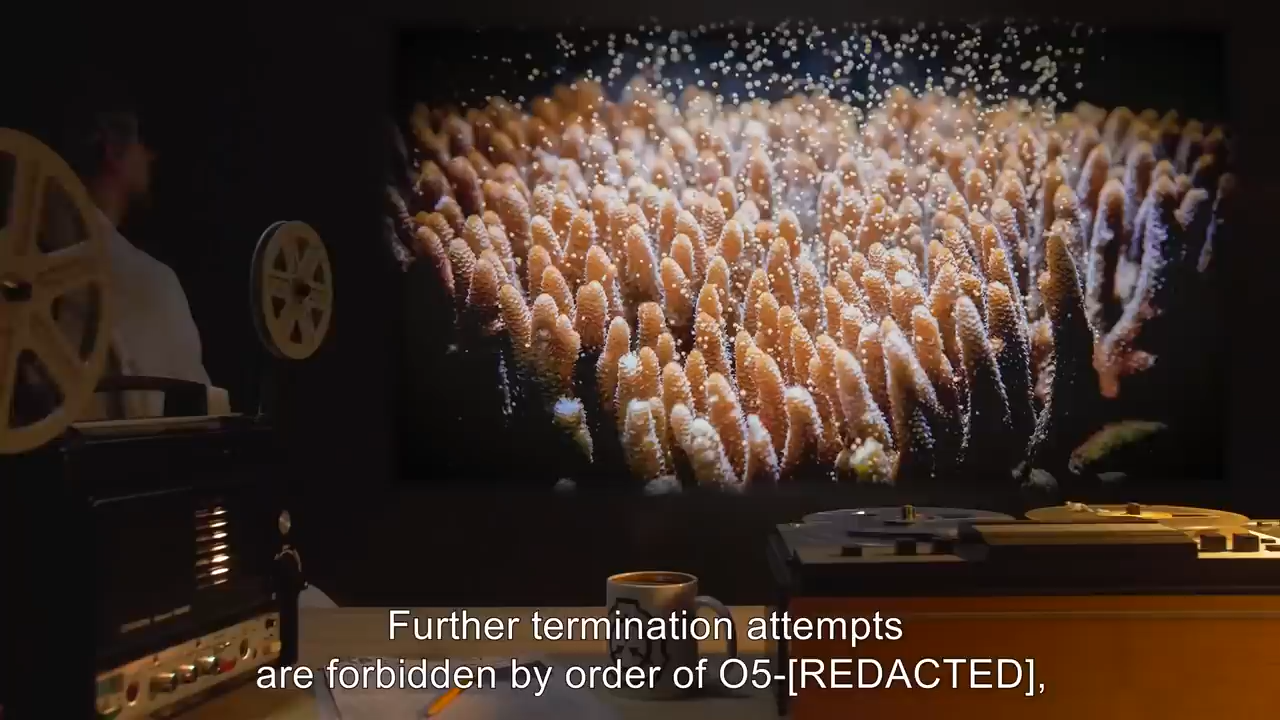 Further termination attempts
are forbidden by order of O5-[REDACTED],